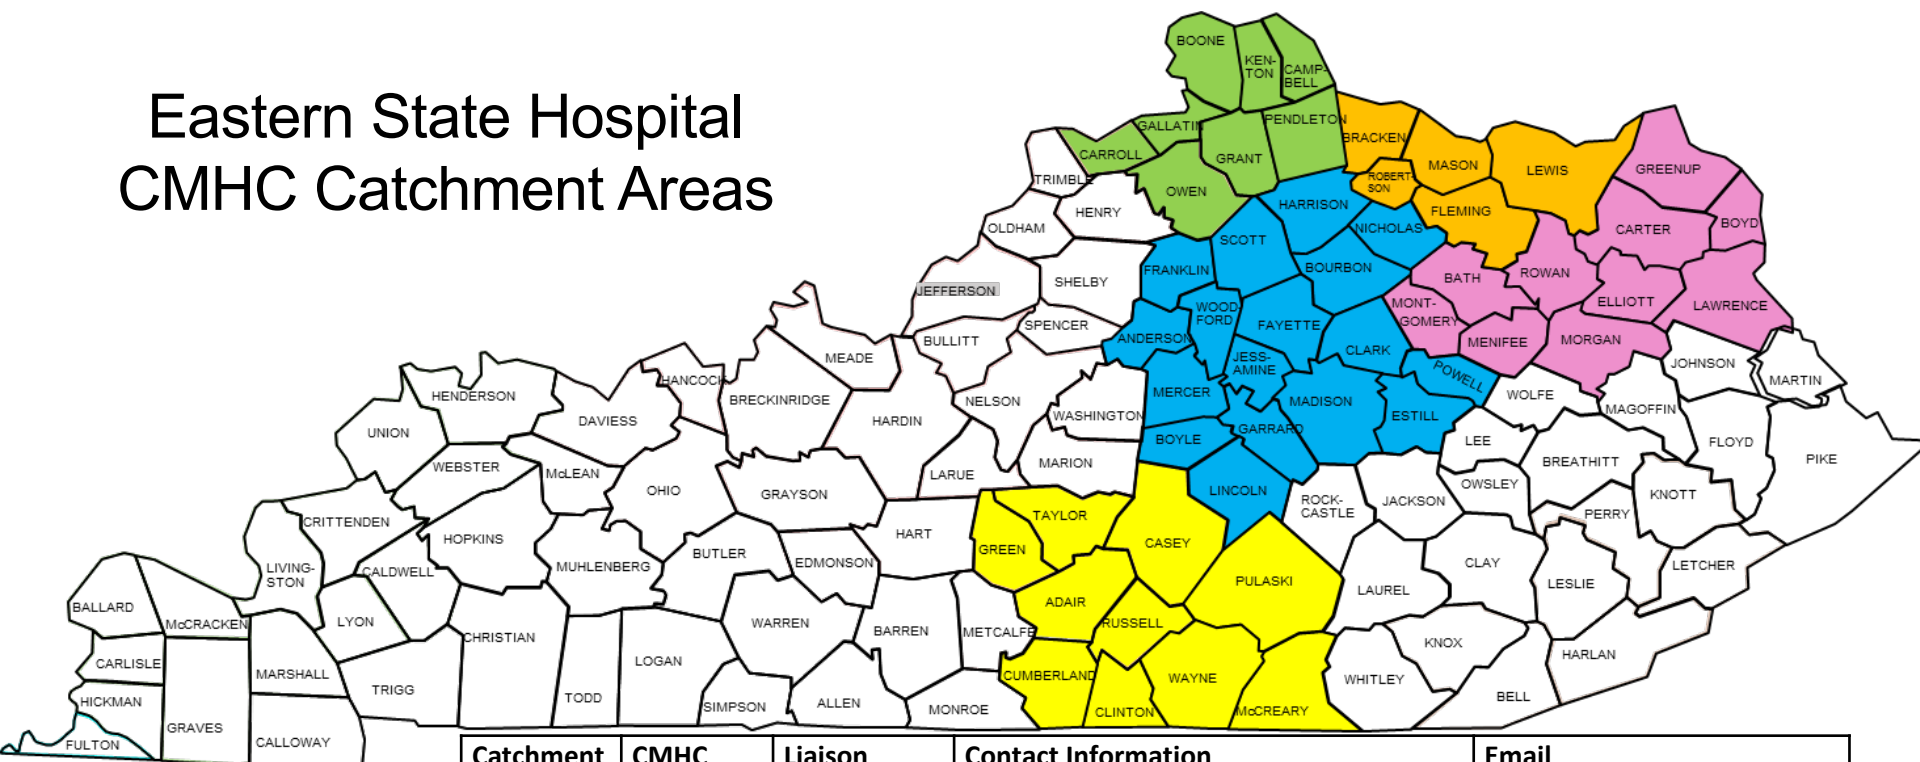 Eastern State Hospital
CMHC Catchment Areas
BOONE
KEN-
TON
CAMP-
BELL
GALLATIN
PENDLETON
CARROLL
GRANT
OWEN
BRACKEN
MASON
LEWIS
ROBERT-
SON
FLEMING
GREENUP
CARTER
BOYD
TRIMBLE
HENRY
OLDHAM
HARRISON
NICHOLAS
SCOTT
FRANKLIN
BOURBON
BATH
ROWAN
ELLIOTT
LAWRENCE
JEFFERSON
SHELBY
SPENCER
BULLITT
ANDERSON
WOOD-
FORD
FAYETTE
MONT-
GOMERY
MENIFEE
MORGAN
JOHNSON
MARTIN
MEADE
HANCOCK
BRECKINRIDGE
HARDIN
NELSON
WASHINGTON
MERCER
JESS-
AMINE
CLARK
POWELL
MADISON
ESTILL
WOLFE
MAGOFFIN
HENDERSON
UNION
DAVIESS
WEBSTER
McLEAN
OHIO
GRAYSON
LARUE
MARION
BOYLE
GARRARD
LINCOLN
LEE
BREATHITT
FLOYD
PIKE
OWSLEY
KNOTT
ROCK-
CASTLE
JACKSON
PERRY
CRITTENDEN
HOPKINS
MUHLENBERG
BUTLER
EDMONSON
HART
GREEN
TAYLOR
CASEY
PULASKI
LAUREL
CLAY
LESLIE
LETCHER
LIVING-
STON
CALDWELL
LYON
BALLARD
McCRACKEN
CARLISLE
HICKMAN
FULTON
GRAVES
MARSHALL
CALLOWAY
TRIGG
CHRISTIAN
TODD
LOGAN
SIMPSON
WARREN
ALLEN
BARREN
METCALFE
MONROE
ADAIR
RUSSELL
CUMBERLAND
CLINTON
WAYNE
McCREARY
WHITLEY
KNOX
BELL
HARLAN
Catchment CMHC Liaison Contact Information Email